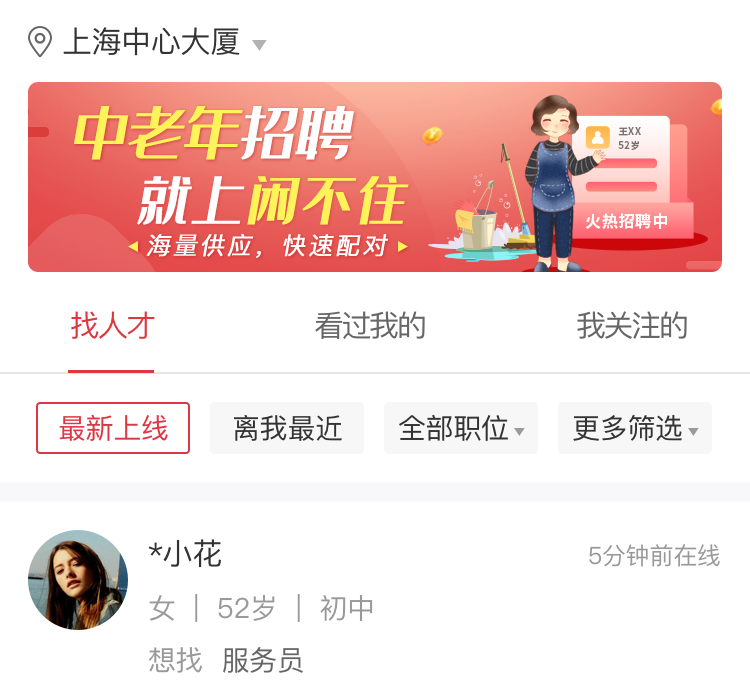 上海中心大厦
中老年招聘
就上闲不住
海量供应，快速配对
王XX
52岁
火热招聘中
找人才 看过我的 我关注的
最新上线 离我最近 全部职位 更多筛选
*小花 5分钟前在线
女 | 52岁 | 初中
想找 服务员